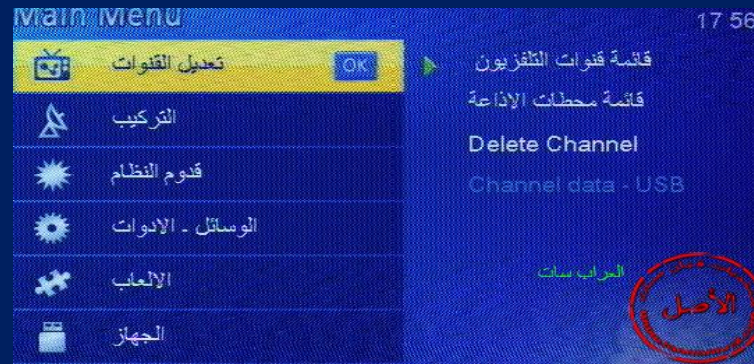 Main Menu
17 56
تعديل القنوات
OK
التركيب
قدوم النظام
الوسائل - الادوات
الالعاب
الجهاز
قائمة قنوات التلفزيون
قائمة محطات الاذاعة
Delete Channel
Channel data - USB
العراب سات
الأصل